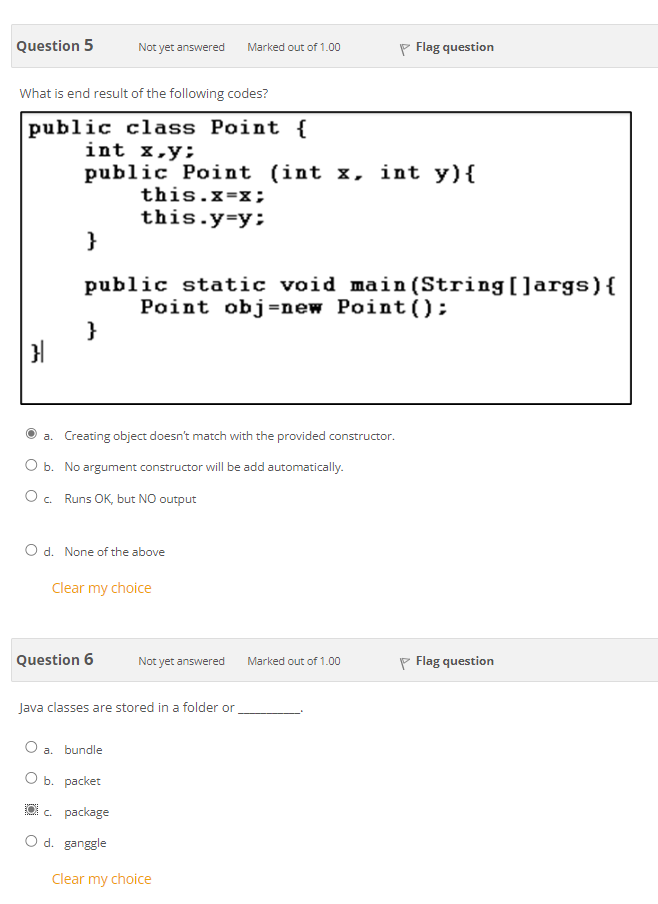 Question 5 Not yet answered Marked out of 1.00 Flag question
What is end result of the following codes?
public class Point {
int x,y;
public Point (int x, int y){
this.x=x;
this.y=y;
}
public static void main(String[]args){
Point obj=new Point();
}
}
a. Creating object doesn't match with the provided constructor.
b. No argument constructor will be add automatically.
c. Runs OK, but NO output
d. None of the above
Clear my choice
Question 6 Not yet answered Marked out of 1.00 Flag question
Java classes are stored in a folder or __________.
a. bundle
b. packet
c. package
d. ganggle
Clear my choice